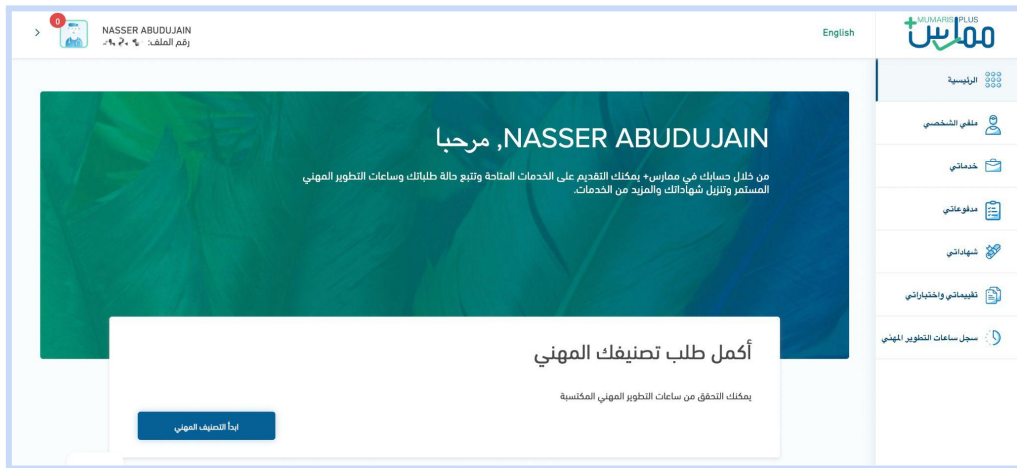 MUMARIS PLUS
ممارس+
English
NASSER ABUDUJAIN
رقم الملف:
0
الرئيسية
ملفي الشخصي
خدماتي
مدفوعاتي
شهاداتي
تقييماتي واختباراتي
سجل ساعات التطوير المهني
NASSER ABUDUJAIN, مرحبا
من خلال حسابك في ممارس+ يمكنك التقديم على الخدمات المتاحة وتتبع حالة طلباتك وساعات التطوير المهني
المستمر وتنزيل شهاداتك والمزيد من الخدمات.
أكمل طلب تصنيفك المهني
يمكنك التحقق من ساعات التطوير المهني المكتسبة
ابدأ التصنيف المهني